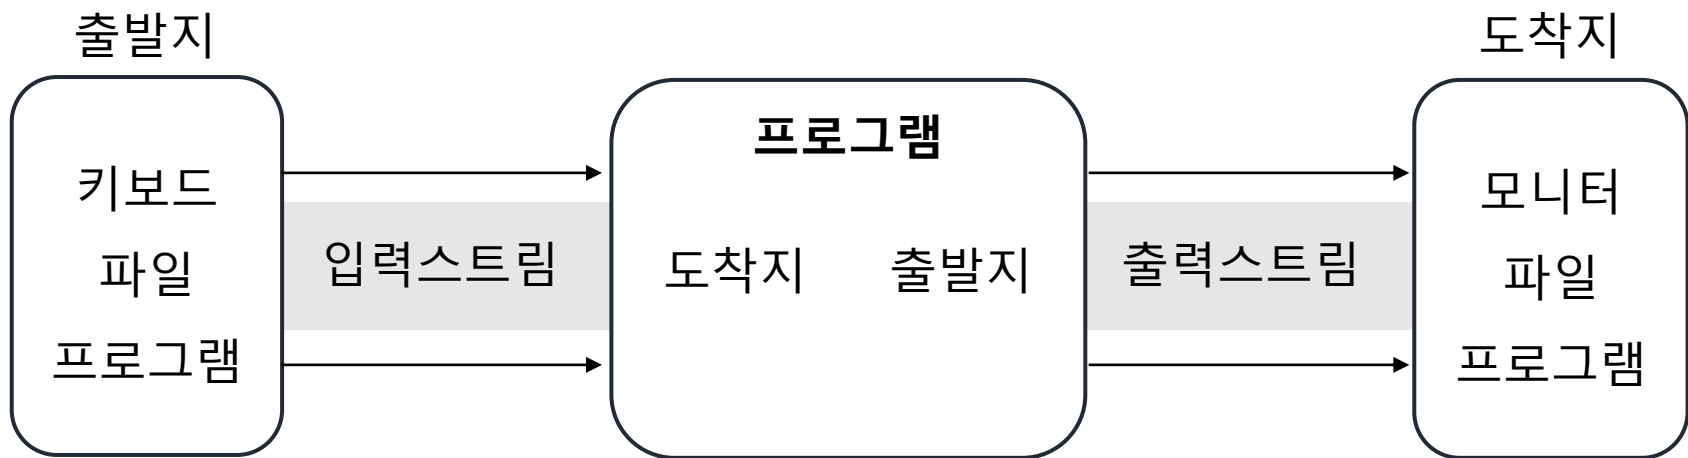 출발지
키보드
파일
프로그램
입력스트림
프로그램
도착지 출발지
출력스트림
도착지
모니터
파일
프로그램